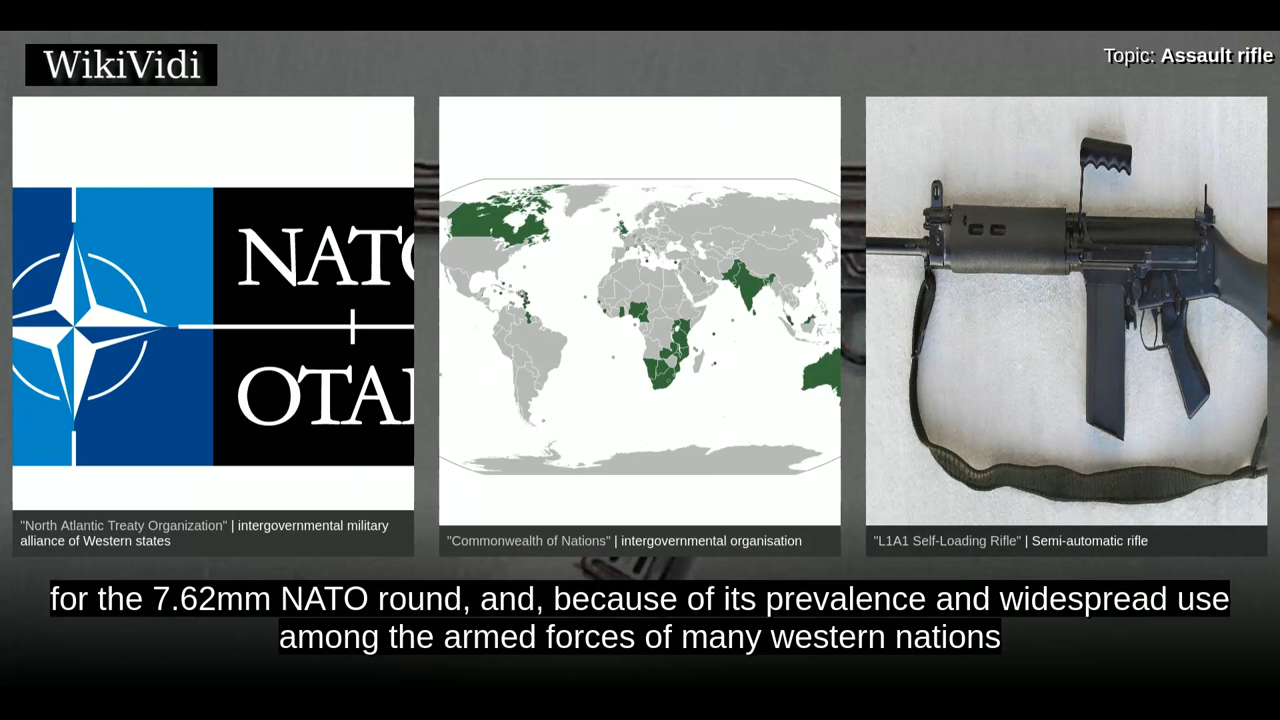 WikiVidi
Topic: Assault rifle
NATO
OTAN
"North Atlantic Treaty Organization" | intergovernmental military
alliance of Western states
"Commonwealth of Nations" | intergovernmental organisation
"L1A1 Self-Loading Rifle" | Semi-automatic rifle
for the 7.62mm NATO round, and, because of its prevalence and widespread use
among the armed forces of many western nations